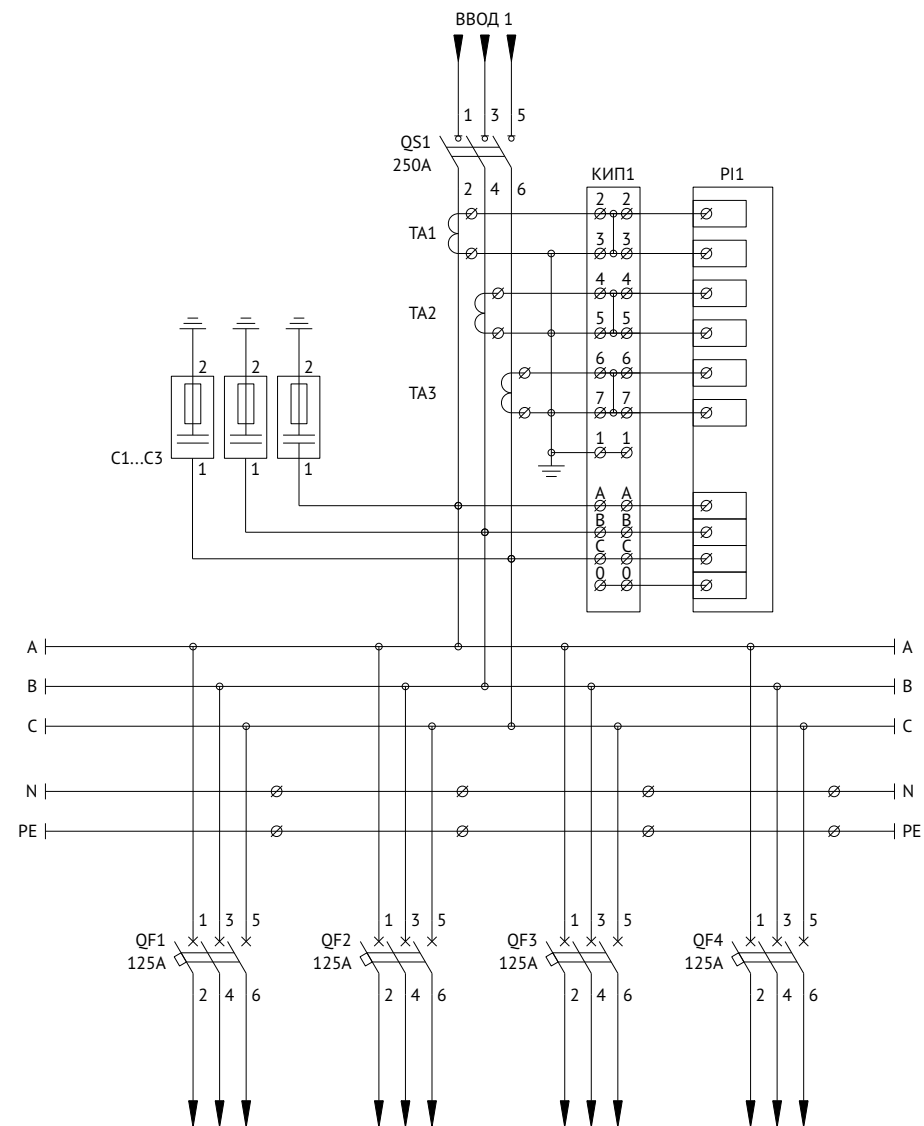 ВВОД 1
1 3 5
QS1
250А
2 4 6
КИП1 PI1
2 2
TA1
3 3
4 4
TA2
5 5
6 6
TA3
7 7
1 1
2 2 2
C1...C3
1 1 1
A A
B B
C C
0 0
A A
B B
C C
N N
PE PE
1 3 5 1 3 5 1 3 5 1 3 5
QF1 QF2 QF3 QF4
125А 125А 125А 125А
2 4 6 2 4 6 2 4 6 2 4 6